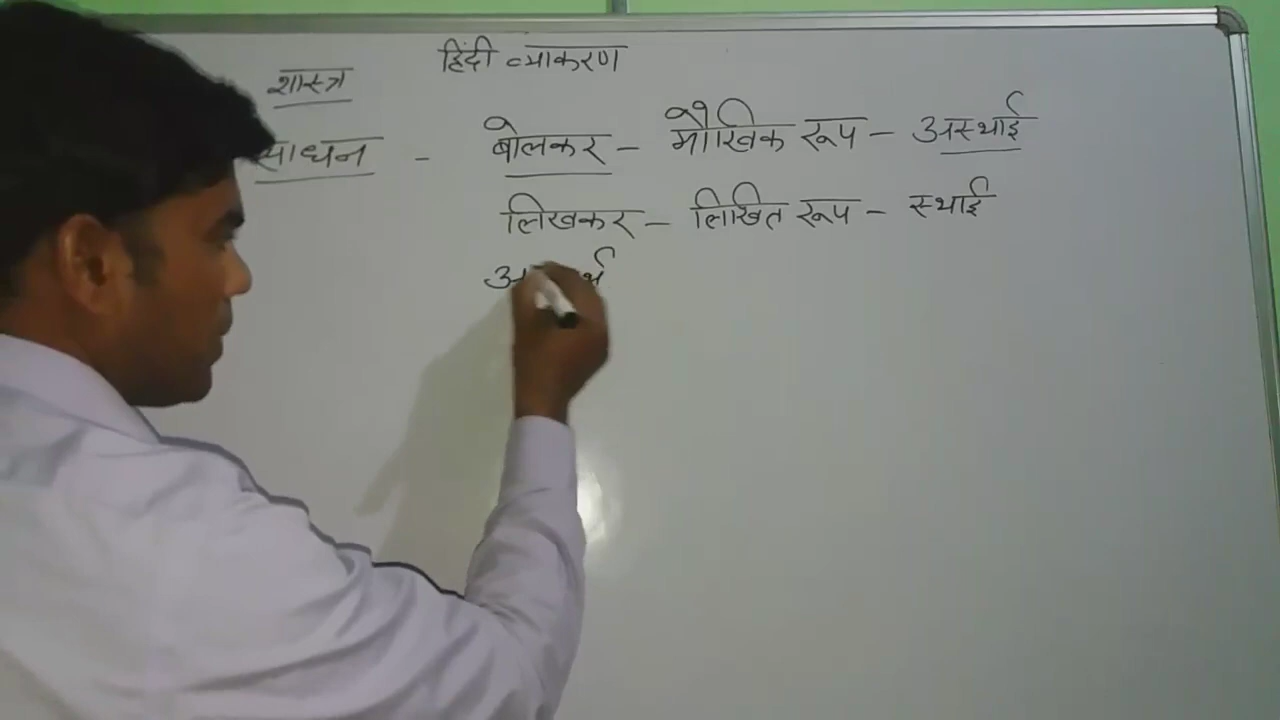 हिंदी व्याकरण
शास्त्र
साधन - बोलकर - मौखिक रूप - अस्थाई
लिखकर - लिखित रूप - स्थाई